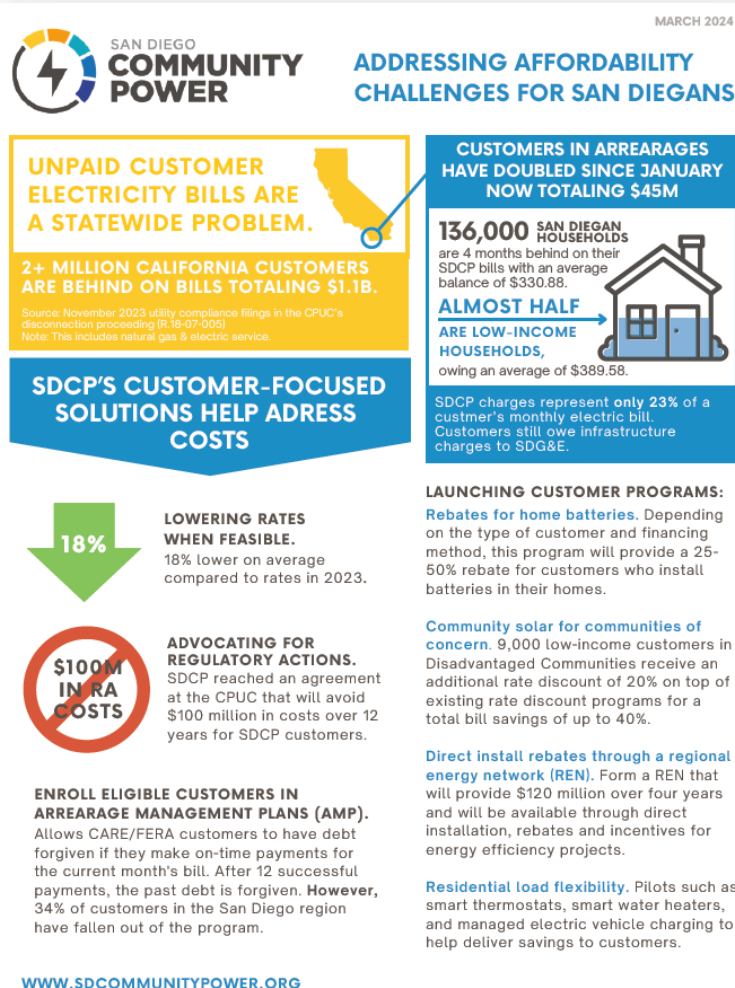 MARCH 2024
SAN DIEGO
COMMUNITY
POWER
ADDRESSING AFFORDABILITY
CHALLENGES FOR SAN DIEGANS
UNPAID CUSTOMER
ELECTRICITY BILLS ARE
A STATEWIDE PROBLEM.
2+ MILLION CALIFORNIA CUSTOMERS
ARE BEHIND ON BILLS TOTALING $1.1B.
Source: November 2023 utility compliance filings in the CPUC's
disconnection proceeding (R.18-07-005)
Note: This includes natural gas & electric service.
CUSTOMERS IN ARREARAGES
HAVE DOUBLED SINCE JANUARY
NOW TOTALING $45M
136,000 SAN DIEGAN
HOUSEHOLDS
are 4 months behind on their
SDCP bills with an average
balance of $330.88.
ALMOST HALF
ARE LOW-INCOME
HOUSEHOLDS,
owing an average of $389.58.
SDCP charges represent only 23% of a
custmer's monthly electric bill.
Customers still owe infrastructure
charges to SDG&E.
SDCP'S CUSTOMER-FOCUSED
SOLUTIONS HELP ADRESS
COSTS
18%
LOWERING RATES
WHEN FEASIBLE.
18% lower on average
compared to rates in 2023.
$100M
IN RA
COSTS
ADVOCATING FOR
REGULATORY ACTIONS.
SDCP reached an agreement
at the CPUC that will avoid
$100 million in costs over 12
years for SDCP customers.
ENROLL ELIGIBLE CUSTOMERS IN
ARREARAGE MANAGEMENT PLANS (AMP).
Allows CARE/FERA customers to have debt
forgiven if they make on-time payments for
the current month's bill. After 12 successful
payments, the past debt is forgiven. However,
34% of customers in the San Diego region
have fallen out of the program.
LAUNCHING CUSTOMER PROGRAMS:
Rebates for home batteries. Depending
on the type of customer and financing
method, this program will provide a 25-
50% rebate for customers who install
batteries in their homes.
Community solar for communities of
concern. 9,000 low-income customers in
Disadvantaged Communities receive an
additional rate discount of 20% on top of
existing rate discount programs for a
total bill savings of up to 40%.
Direct install rebates through a regional
energy network (REN). Form a REN that
will provide $120 million over four years
and will be available through direct
installation, rebates and incentives for
energy efficiency projects.
Residential load flexibility. Pilots such as
smart thermostats, smart water heaters,
and managed electric vehicle charging to
help deliver savings to customers.
WWW.SDCOMMUNITYPOWER.ORG